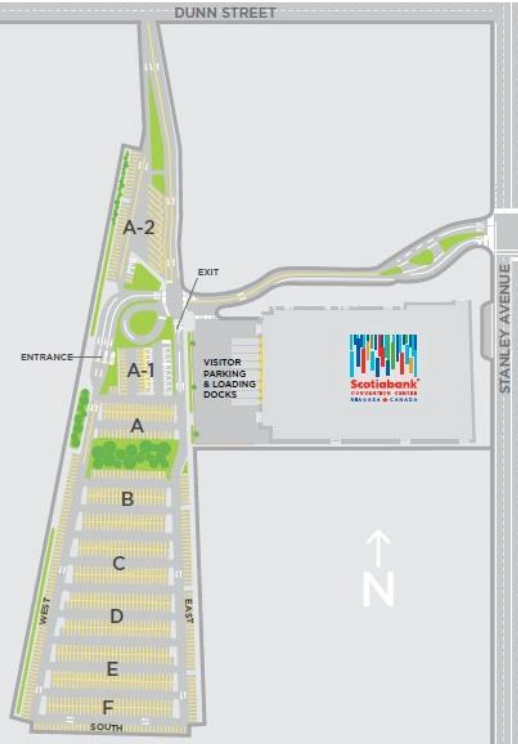 DUNN STREET
A-2
EXIT
STANLEY AVENUE
ENTRANCE
VISITOR
PARKING
& LOADING
DOCKS
Scotiabank
CONVENTION CENTRE
NIAGARA CANADA
A-1
A
B
C
N
WEST
EAST
D
E
F
SOUTH